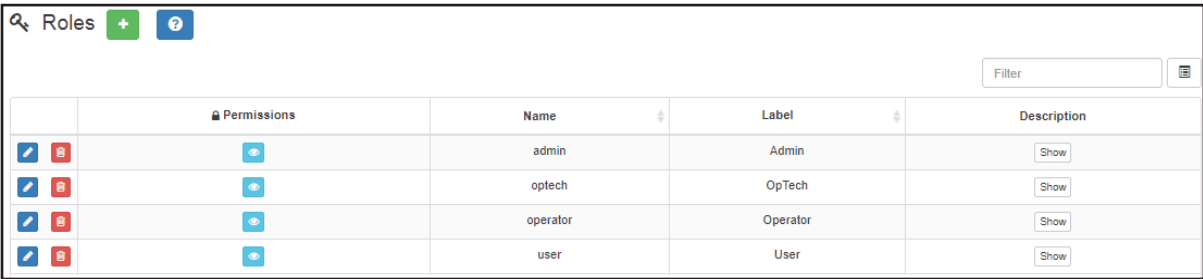 Roles
Filter
Permissions Name Label Description
admin Admin Show
optech OpTech Show
operator Operator Show
user User Show